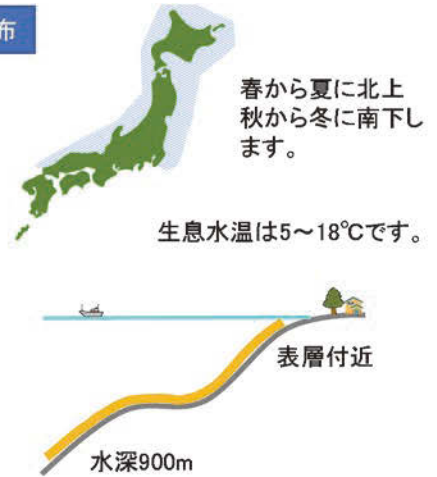 布
春から夏に北上
秋から冬に南下し
ます。
生息水温は5～18℃です。
表層付近
水深900m